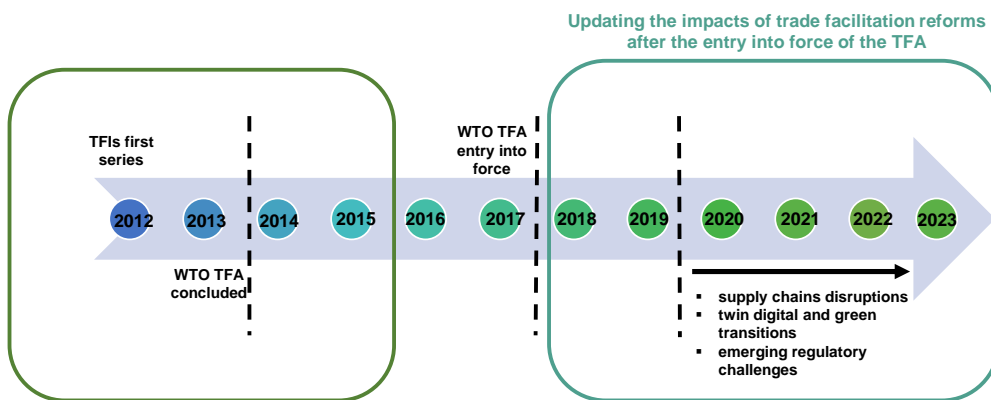 Updating the impacts of trade facilitation reforms
after the entry into force of the TFA
TFIs first
series
WTO TFA
entry into
force
2012
2013
2014
2015
2016
2017
2018
2019
2020
2021
2022
2023
WTO TFA
concluded
▪ supply chains disruptions
▪ twin digital and green
transitions
▪ emerging regulatory
challenges